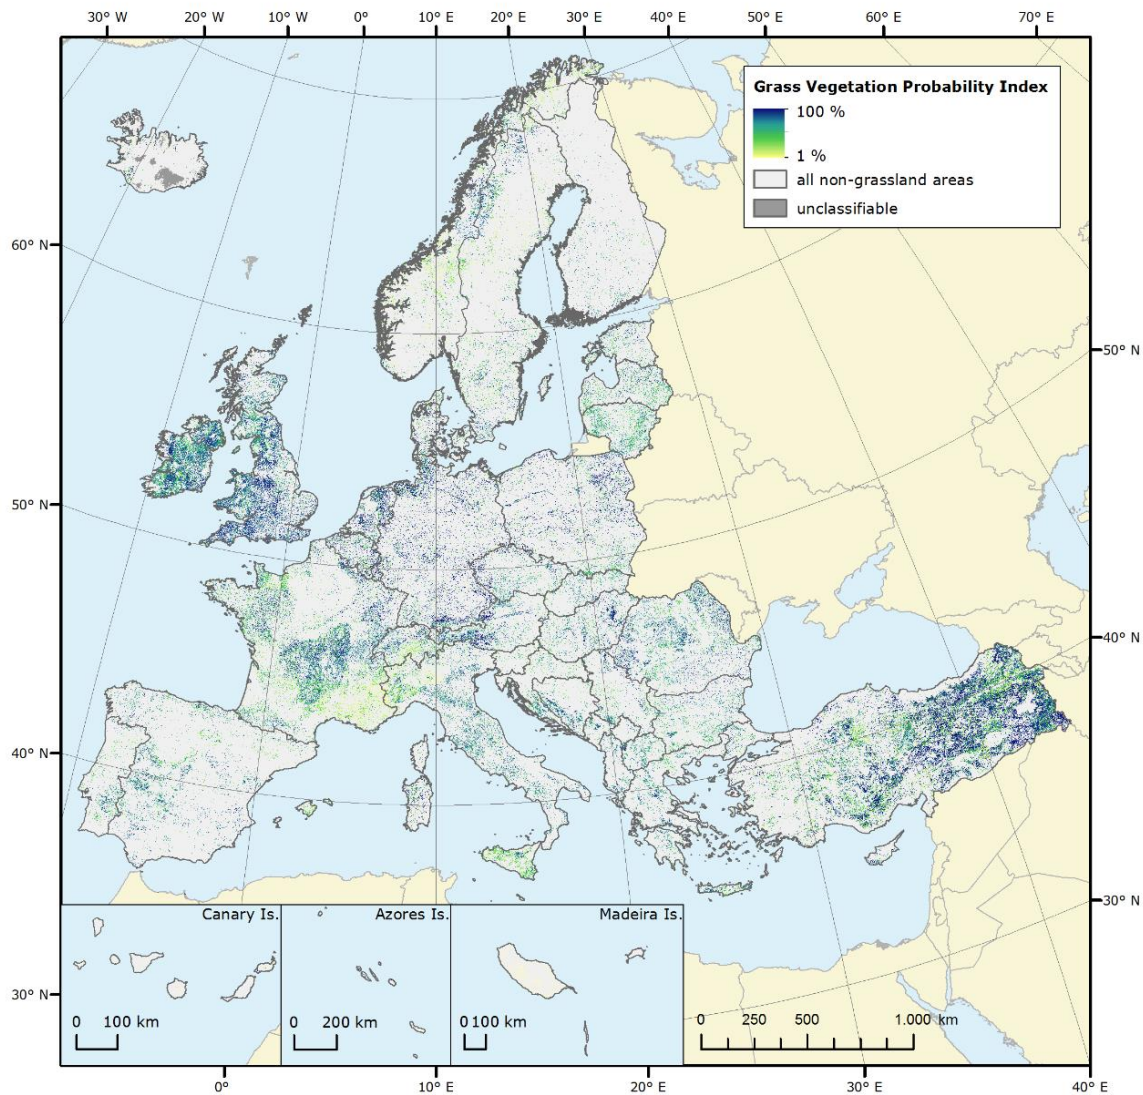 30° W 20° W 10° W 0° 10° E 20° E 30° E 40° E 50° E 60° E 70° E
Grass Vegetation Probability Index
100 %
1 %
all non-grassland areas
unclassifiable
60° N
50° N
50° N
40° N
40° N
30° N
Canary Is. Azores Is. Madeira Is.
30° N
0 100 km 0 200 km 0 100 km 0 250 500 1.000 km
0° 10° E 20° E 30° E 40° E